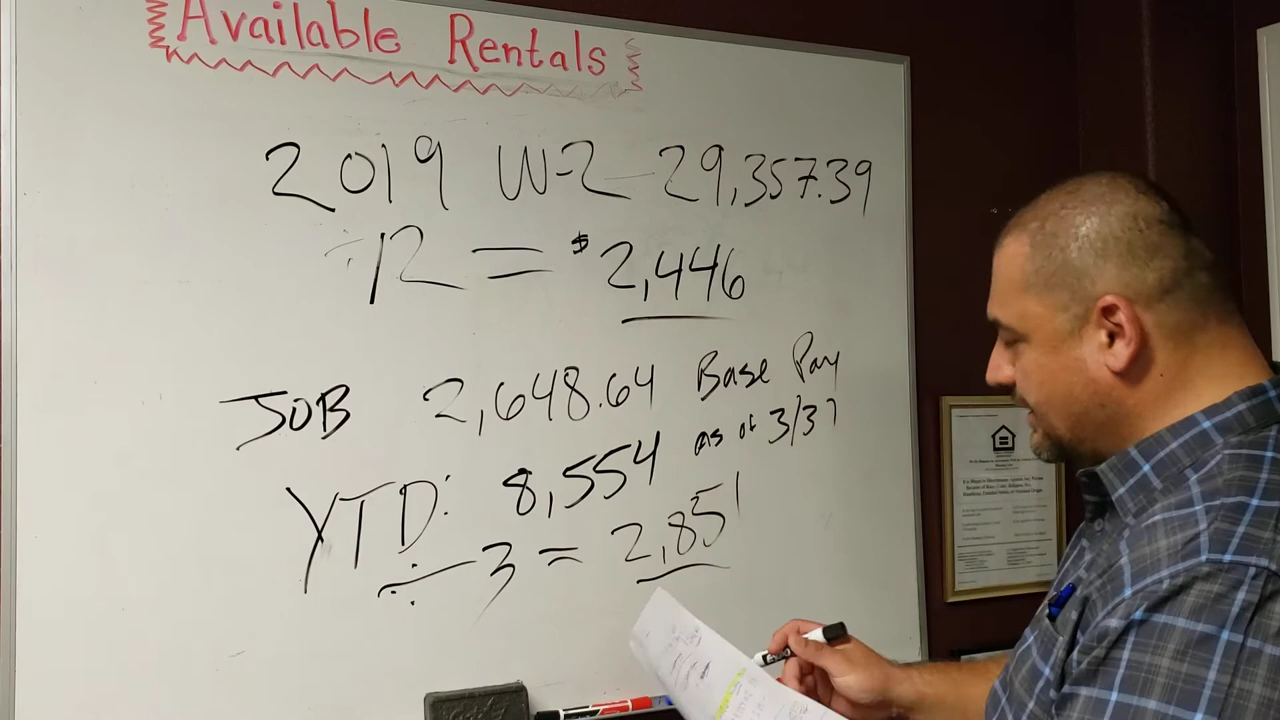 Available Rentals
2019 W-2 29,357.39
÷12 = $2,446
JOB 2,648.64 Base Pay
YTD: 8,554 as of 3/31
÷3 = 2,851